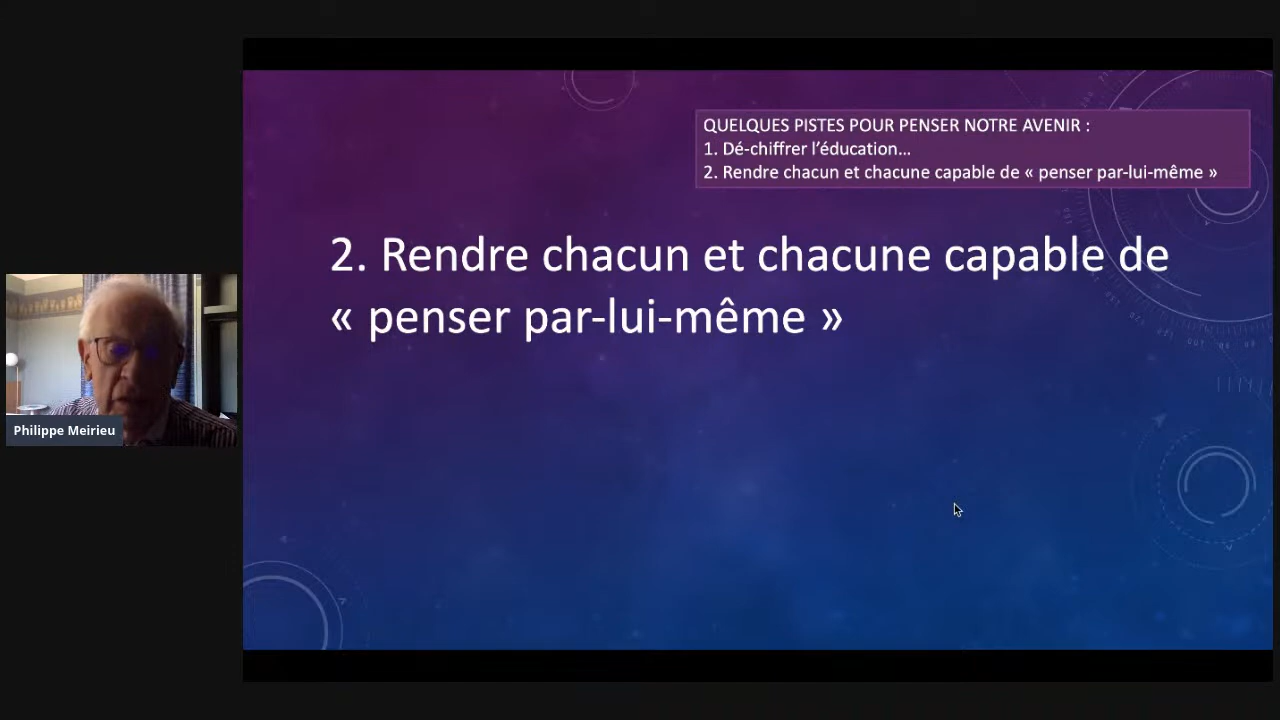 QUELQUES PISTES POUR PENSER NOTRE AVENIR :
1. Dé-chiffrer l’éducation…
2. Rendre chacun et chacune capable de « penser par-lui-même »
2. Rendre chacun et chacune capable de
« penser par-lui-même »
Philippe Meirieu